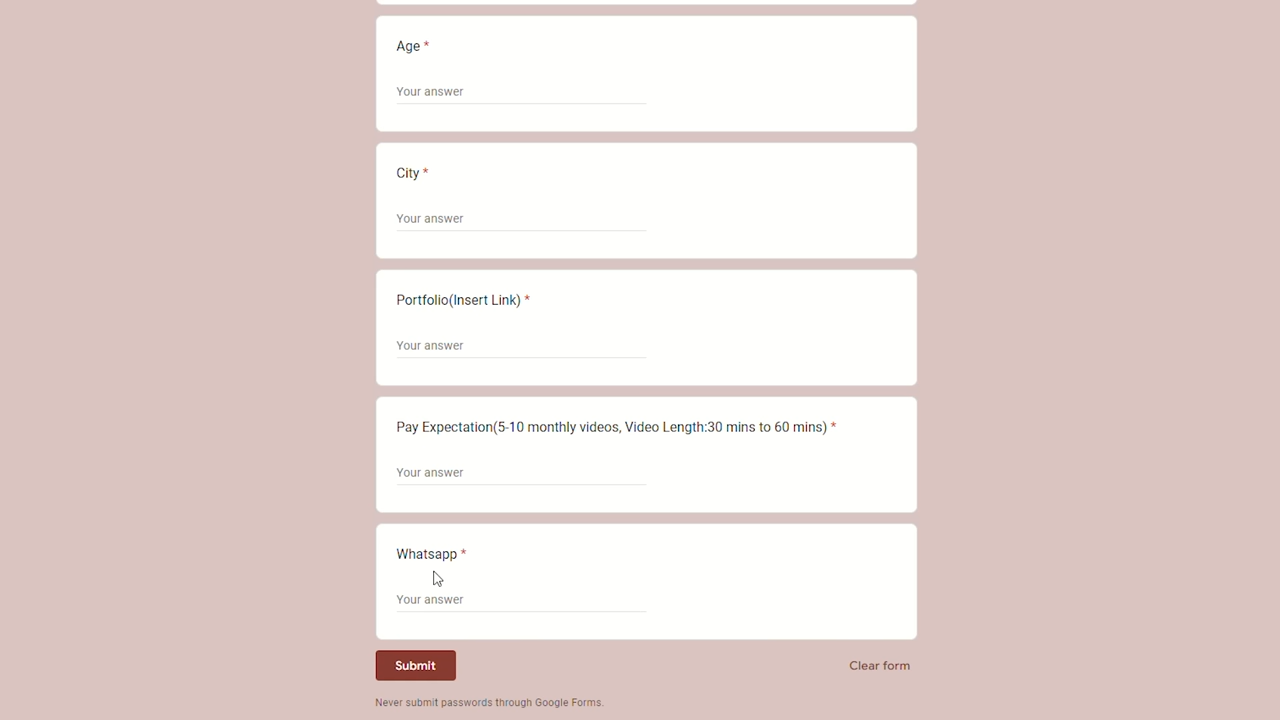 Age *
Your answer
City *
Your answer
Portfolio(Insert Link) *
Your answer
Pay Expectation(5-10 monthly videos, Video Length:30 mins to 60 mins) *
Your answer
Whatsapp *
Your answer
Submit
Clear form
Never submit passwords through Google Forms.